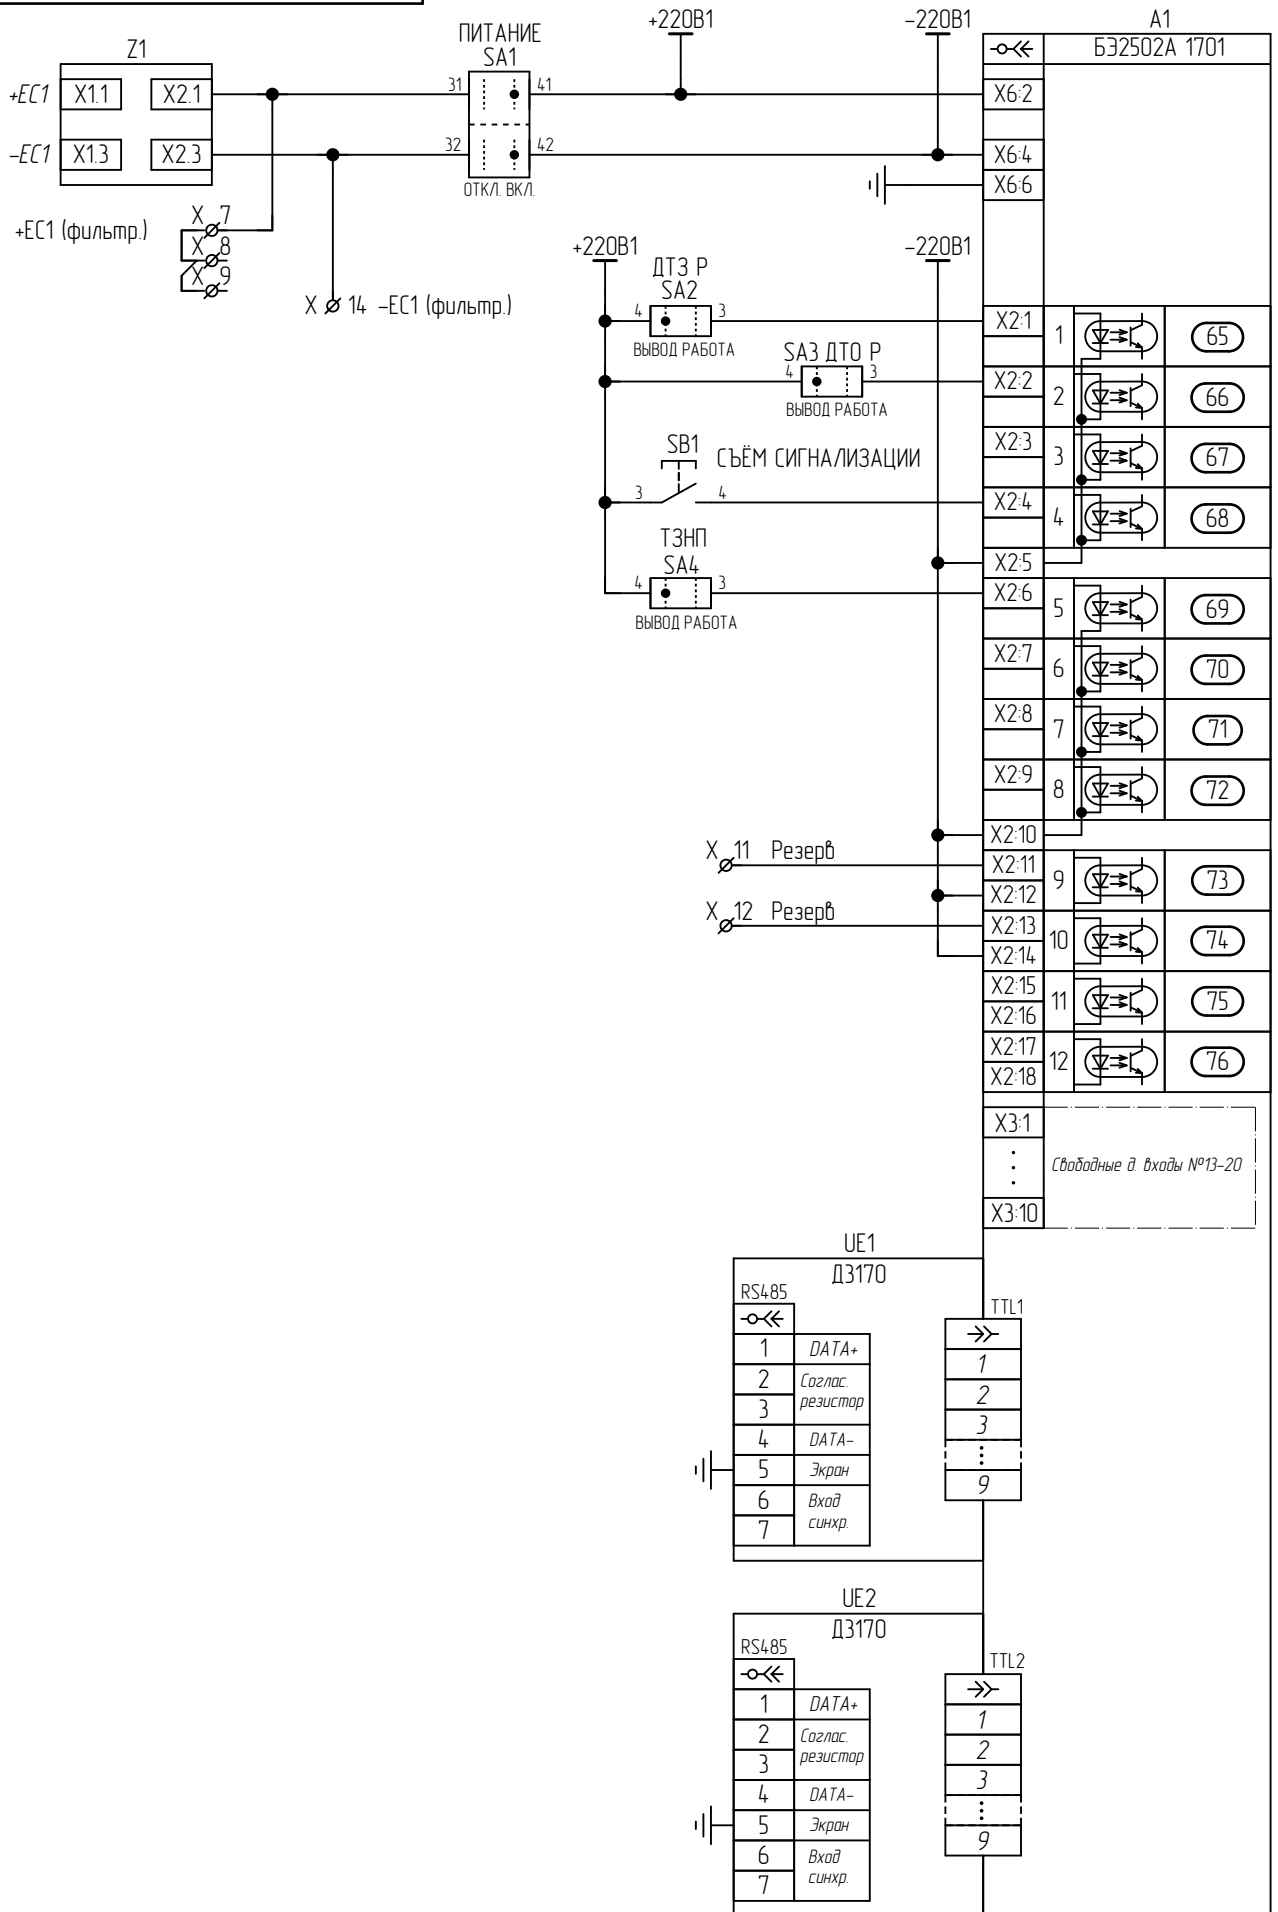 +220В1
-220В1
А1
Z1
ПИТАНИЕ
SA1
БЭ2502А 1701
+ЕС1 X1.1 X2.1
31 41
X6:2
-ЕС1 X1.3 X2.3
32 42
X6:4
ОТКЛ. ВКЛ.
X6:6
+ЕС1 (фильтр.)
X 7
X 8
X 9
X 14 -ЕС1 (фильтр.)
+220В1
-220В1
ДТЗ Р
SA2
4 3
ВЫВОД РАБОТА
X2:1 1 65
SA3 ДТО Р
4 3
ВЫВОД РАБОТА
X2:2 2 66
SB1 СЪЁМ СИГНАЛИЗАЦИИ
X2:3 3 67
3 4
X2:4 4 68
ТЗНП
SA4
X2:5
4 3
ВЫВОД РАБОТА
X2:6 5 69
X2:7 6 70
X2:8 7 71
X2:9 8 72
X2:10
X 11 Резерв
X2:11 9 73
X2:12
X 12 Резерв
X2:13 10 74
X2:14
X2:15 11 75
X2:16
X2:17 12 76
X2:18
X3:1
Свободные д. входы №13-20
X3:10
UE1
Д3170
RS485
TTL1
1 DATA+
2 Соглас.
3 резистор
4 DATA-
5 Экран
6 Вход
7 синхр.
1
2
3
9
UE2
Д3170
RS485
TTL2
1 DATA+
2 Соглас.
3 резистор
4 DATA-
5 Экран
6 Вход
7 синхр.
1
2
3
9